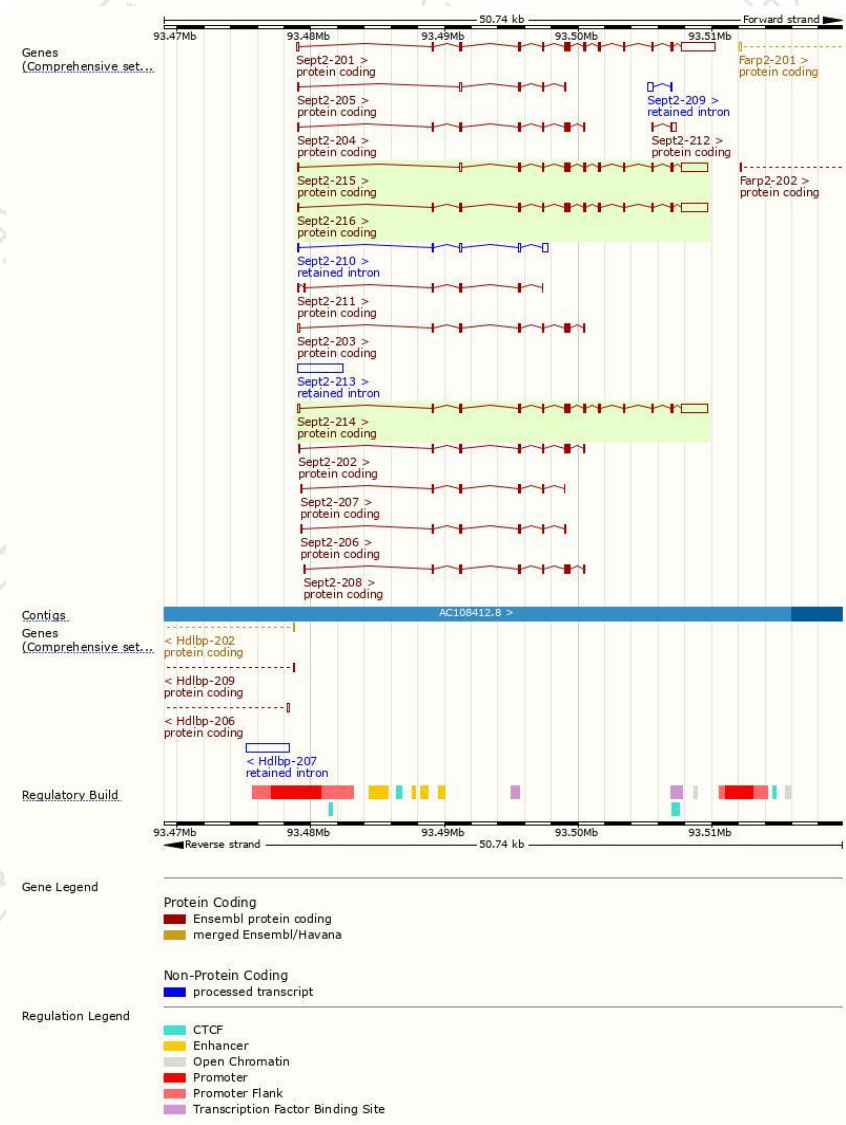 50.74 kb Forward strand
93.47Mb 93.48Mb 93.49Mb 93.50Mb 93.51Mb
Genes
(Comprehensive set...
Sept2-201 >
protein coding
Farp2-201 >
protein coding
Sept2-205 >
protein coding
Sept2-209 >
retained intron
Sept2-204 >
protein coding
Sept2-212 >
protein coding
Sept2-215 >
protein coding
Farp2-202 >
protein coding
Sept2-216 >
protein coding
Sept2-210 >
retained intron
Sept2-211 >
protein coding
Sept2-203 >
protein coding
Sept2-213 >
retained intron
Sept2-214 >
protein coding
Sept2-202 >
protein coding
Sept2-207 >
protein coding
Sept2-206 >
protein coding
Sept2-208 >
protein coding
Contigs AC108412.8 >
Genes
(Comprehensive set...
< Hdlbp-202
protein coding
< Hdlbp-209
protein coding
< Hdlbp-206
protein coding
< Hdlbp-207
retained intron
Regulatory Build
93.47Mb 93.48Mb 93.49Mb 93.50Mb 93.51Mb
Reverse strand 50.74 kb
Gene Legend
Protein Coding
Ensembl protein coding
merged Ensembl/Havana
Non-Protein Coding
processed transcript
Regulation Legend
CTCF
Enhancer
Open Chromatin
Promoter
Promoter Flank
Transcription Factor Binding Site